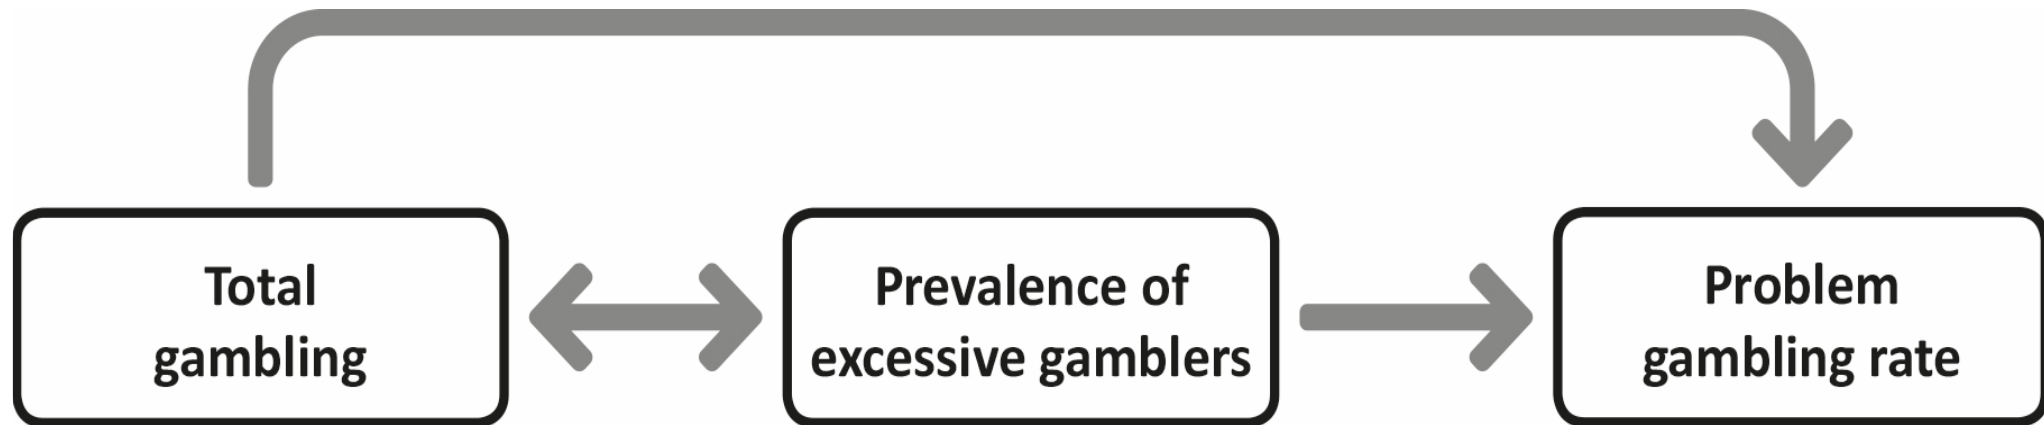 Total
gambling
Prevalence of
excessive gamblers
Problem
gambling rate